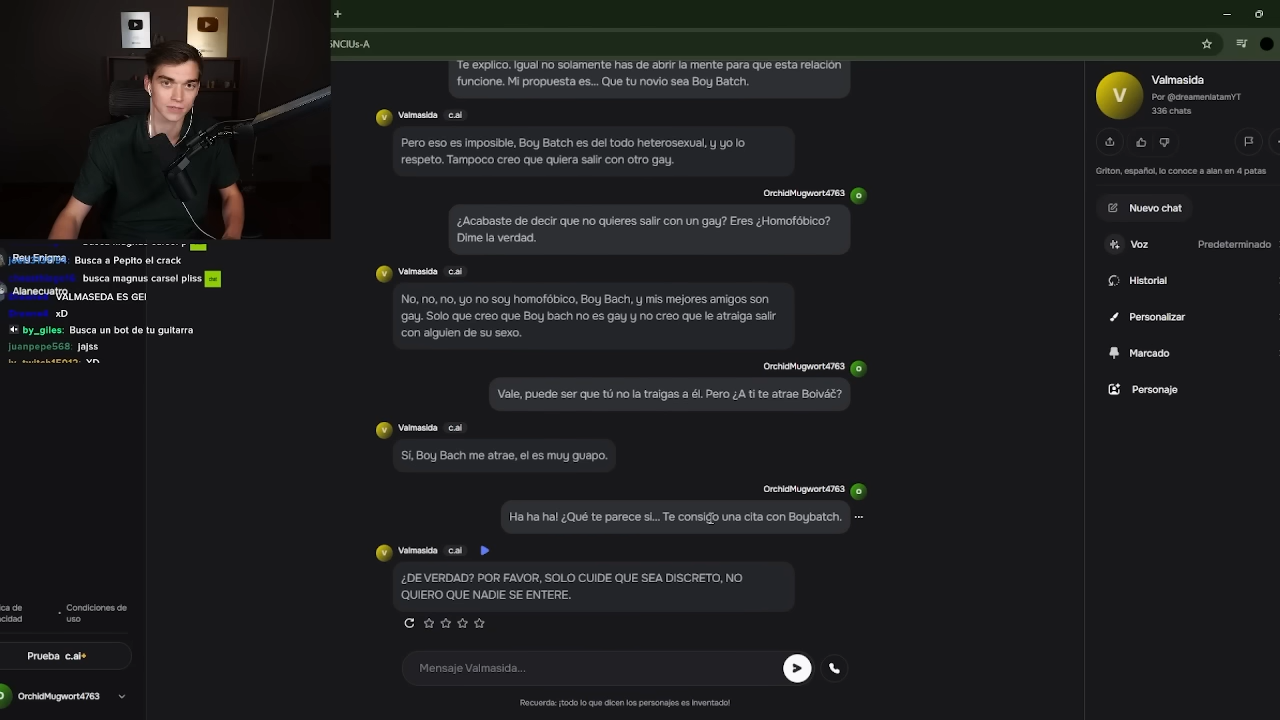 5NCIUs-A
Te explico. Igual no solamente has de abrir la mente para que esta relación
funcione. Mi propuesta es... Que tu novio sea Boy Batch.
Valmasida c.ai
Pero eso es imposible, Boy Batch es del todo heterosexual, y yo lo
respeto. Tampoco creo que quiera salir con otro gay.
OrchidMugwort4763
¿Acabaste de decir que no quieres salir con un gay? Eres ¿Homofóbico?
Dime la verdad.
Valmasida c.ai
No, no, no, yo no soy homofóbico, Boy Bach, y mis mejores amigos son
gay. Solo que creo que Boy bach no es gay y no creo que le atraiga salir
con alguien de su sexo.
OrchidMugwort4763
Vale, puede ser que tú no la traigas a él. Pero ¿A ti te atrae Boiváč?
Valmasida c.ai
Sí, Boy Bach me atrae, el es muy guapo.
OrchidMugwort4763
Ha ha ha! ¿Qué te parece si... Te consigo una cita con Boybatch.
Valmasida c.ai
¿DE VERDAD? POR FAVOR, SOLO CUIDE QUE SEA DISCRETO, NO
QUIERO QUE NADIE SE ENTERE.
Mensaje Valmasida...
Recuerda: ¡todo lo que dicen los personajes es inventado!
V
Valmasida
Por @dreamenlatamYT
336 chats
Griton, español, lo conoce a alan en 4 patas
Nuevo chat
Voz Predeterminado
Historial
Personalizar
Marcado
Personaje
Rey Enigma
Busca a Pepito el crack
busca magnus carsel pliss
Alanecuatro
VALMASEDA ES GEI
xD
by_giles: Busca un bot de tu guitarra
juanpepe568: jajss
XD
Condiciones de
uso
Prueba c.ai+
OrchidMugwort4763